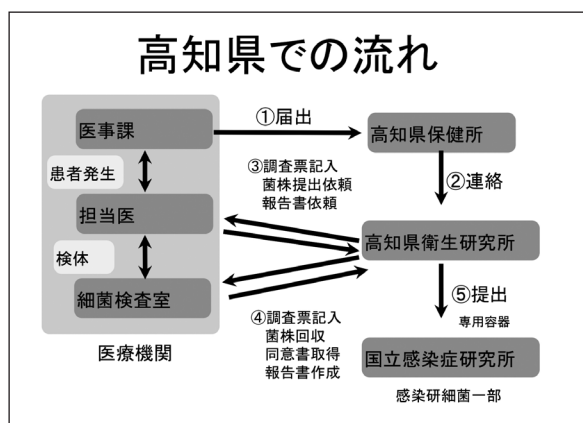 高知県での流れ
医事課
①届出
高知県保健所
患者発生
③調査票記入
菌株提出依頼
報告書依頼
②連絡
担当医
高知県衛生研究所
検体
細菌検査室
④調査票記入
菌株回収
同意書取得
報告書作成
⑤提出
専用容器
医療機関
国立感染症研究所
感染研細菌一部